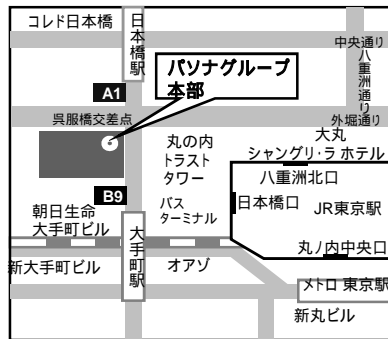 コレド日本橋
日本橋駅
中央通り
八重洲通り
A1
パソナグループ
本部
呉服橋交差点
外堀通り
丸の内
トラスト
タワー
大丸
シャングリ・ラ ホテル
八重洲北口
日本橋口
JR東京駅
B9
朝日生命
大手町ビル
バス
ターミナル
大手町駅
丸ノ内中央口
新大手町ビル
オアゾ
メトロ 東京駅
新丸ビル